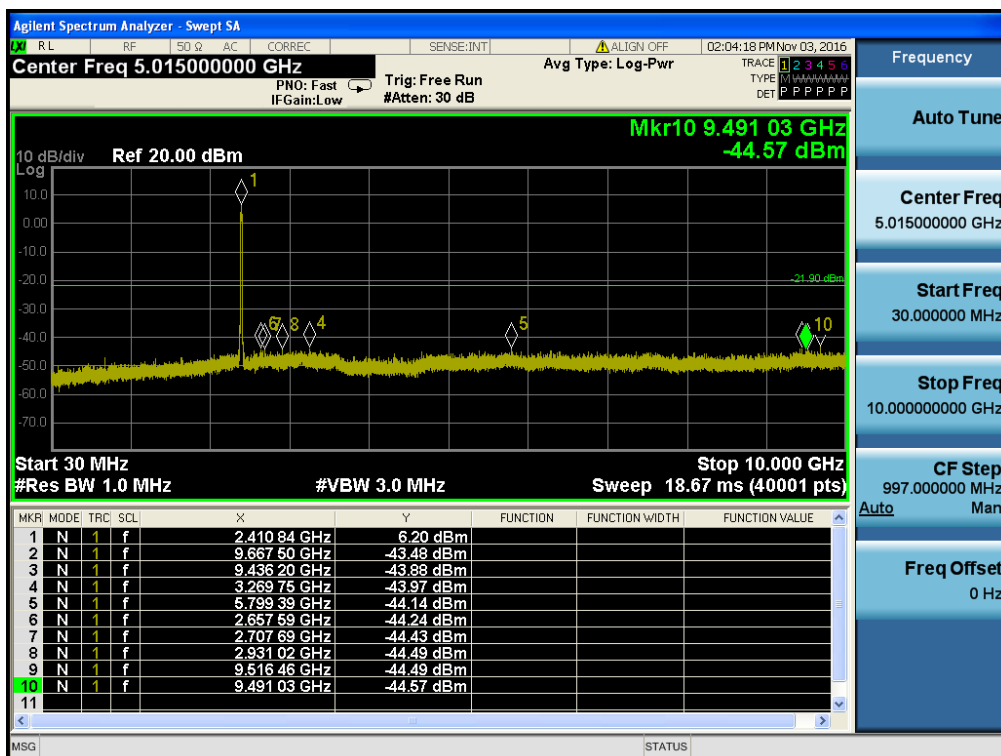 Agilent Spectrum Analyzer - Swept SA
LXI RL RF 50 Ω AC CORREC SENSE:INT ALIGN OFF 02:04:18 PM Nov 03, 2016
Center Freq 5.015000000 GHz
PNO: Fast
IFGain:Low
Trig: Free Run
#Atten: 30 dB
Avg Type: Log-Pwr
TRACE 1 2 3 4 5 6
TYPE M
DET P P P P P P
Mkr10 9.491 03 GHz
-44.57 dBm
10 dB/div Ref 20.00 dBm
Log
10.0
0.00
-10.0
-20.0
-30.0
-40.0
-50.0
-60.0
-70.0
1
-21.90 dBm
6 7 8 4 5 10
Start 30 MHz Stop 10.000 GHz
#Res BW 1.0 MHz #VBW 3.0 MHz Sweep 18.67 ms (40001 pts)
MKR MODE TRC SCL X Y FUNCTION FUNCTION WIDTH FUNCTION VALUE
1 N 1 f 2.410 84 GHz 6.20 dBm
2 N 1 f 9.667 50 GHz -43.48 dBm
3 N 1 f 9.436 20 GHz -43.88 dBm
4 N 1 f 3.269 75 GHz -43.97 dBm
5 N 1 f 5.799 39 GHz -44.14 dBm
6 N 1 f 2.657 59 GHz -44.24 dBm
7 N 1 f 2.707 69 GHz -44.43 dBm
8 N 1 f 2.931 02 GHz -44.49 dBm
9 N 1 f 9.516 46 GHz -44.49 dBm
10 N 1 f 9.491 03 GHz -44.57 dBm
11
MSG STATUS
Frequency
Auto Tune
Center Freq
5.015000000 GHz
Start Freq
30.000000 MHz
Stop Freq
10.000000000 GHz
CF Step
997.000000 MHz
Auto Man
Freq Offset
0 Hz